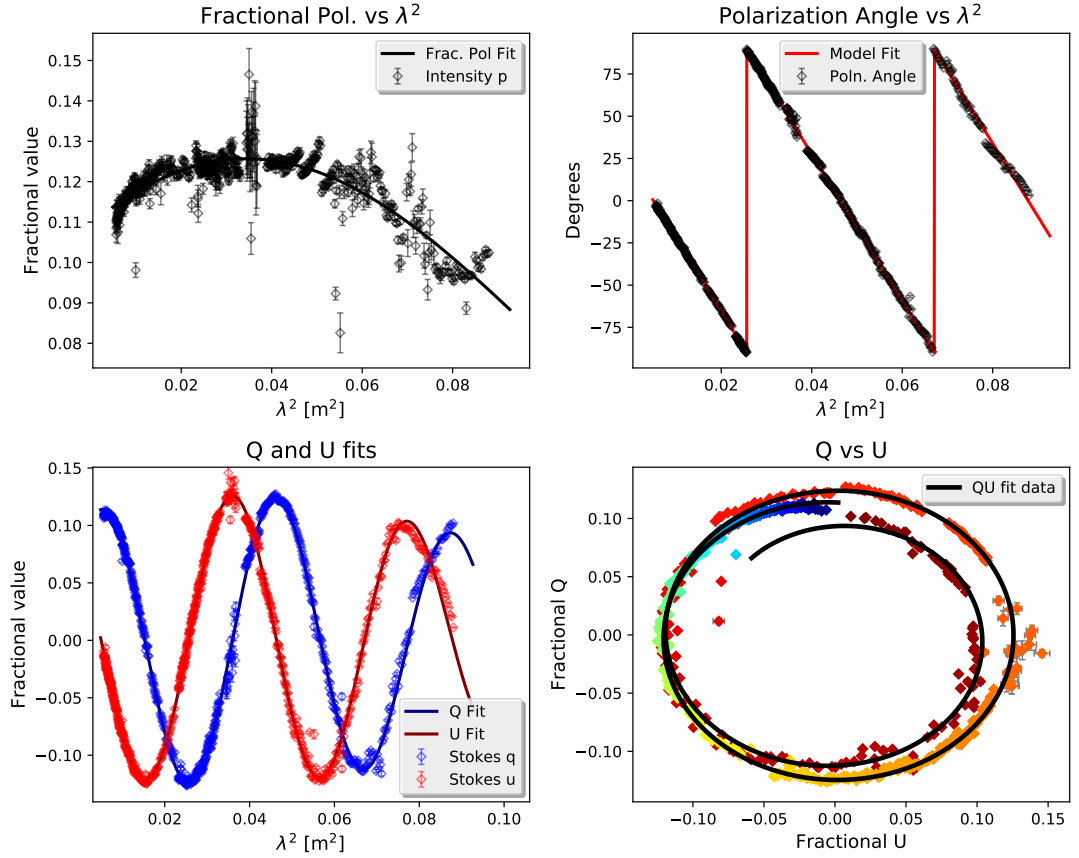 Fractional Pol. vs λ²
Fractional value
0.15
0.14
0.13
0.12
0.11
0.10
0.09
0.08
Frac. Pol Fit
Intensity p
0.02
0.04
0.06
0.08
λ² [m²]
Polarization Angle vs λ²
Degrees
75
50
25
0
−25
−50
−75
Model Fit
Poln. Angle
0.02
0.04
0.06
0.08
λ² [m²]
Q and U fits
Fractional value
0.15
0.10
0.05
0.00
−0.05
−0.10
Q Fit
U Fit
Stokes q
Stokes u
0.02
0.04
0.06
0.08
0.10
λ² [m²]
Q vs U
Fractional Q
0.10
0.05
0.00
−0.05
−0.10
QU fit data
−0.10
−0.05
0.00
0.05
0.10
0.15
Fractional U